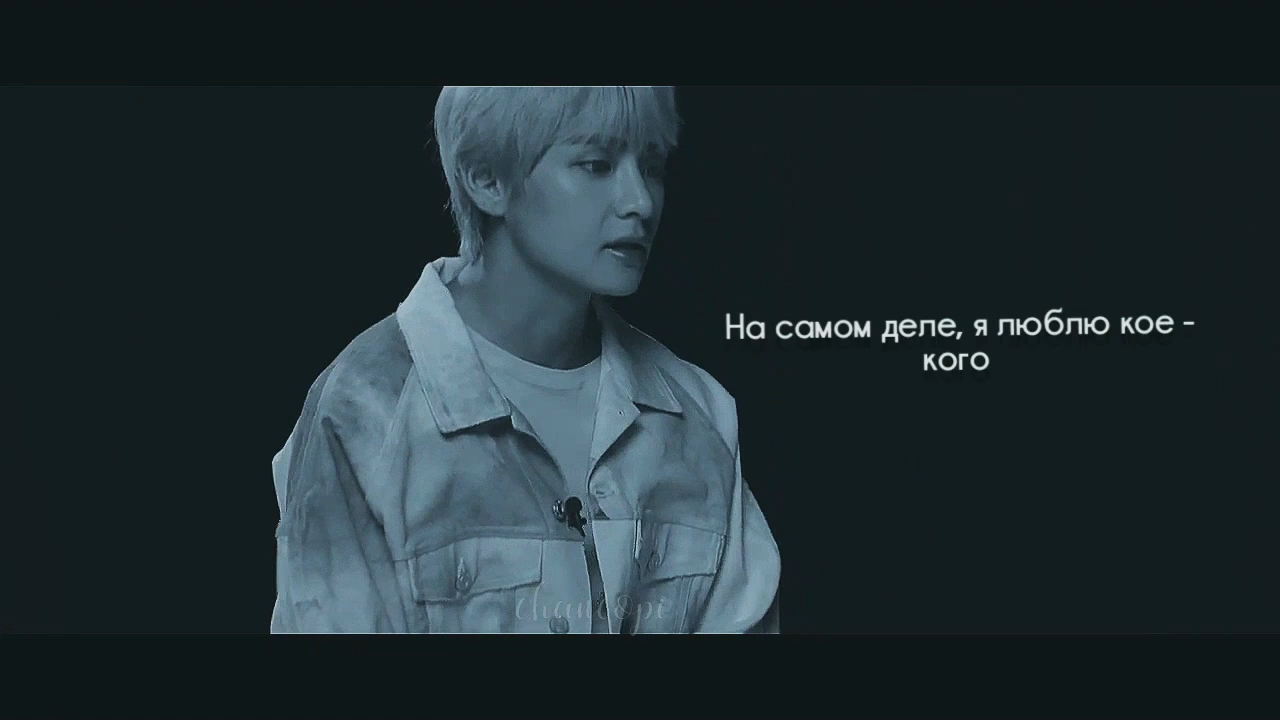 На самом деле, я люблю кое -
кого